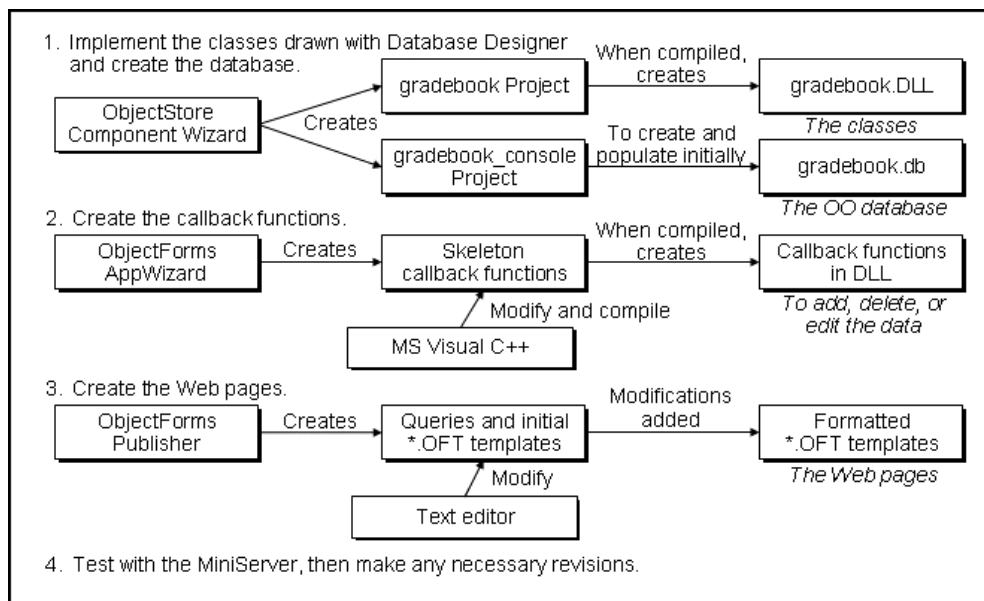 1. Implement the classes drawn with Database Designer
and create the database.
ObjectStore
Component Wizard
Creates
gradebook Project
When compiled,
creates
gradebook.DLL
The classes
gradebook_console
Project
To create and
populate initially
gradebook.db
The OO database
2. Create the callback functions.
ObjectForms
AppWizard
Creates
Skeleton
callback functions
When compiled,
creates
Callback functions
in DLL
To add, delete, or
edit the data
Modify and compile
MS Visual C++
3. Create the Web pages.
ObjectForms
Publisher
Creates
Queries and initial
*.OFT templates
Modifications
added
Formatted
*.OFT templates
The Web pages
Modify
Text editor
4. Test with the MiniServer, then make any necessary revisions.